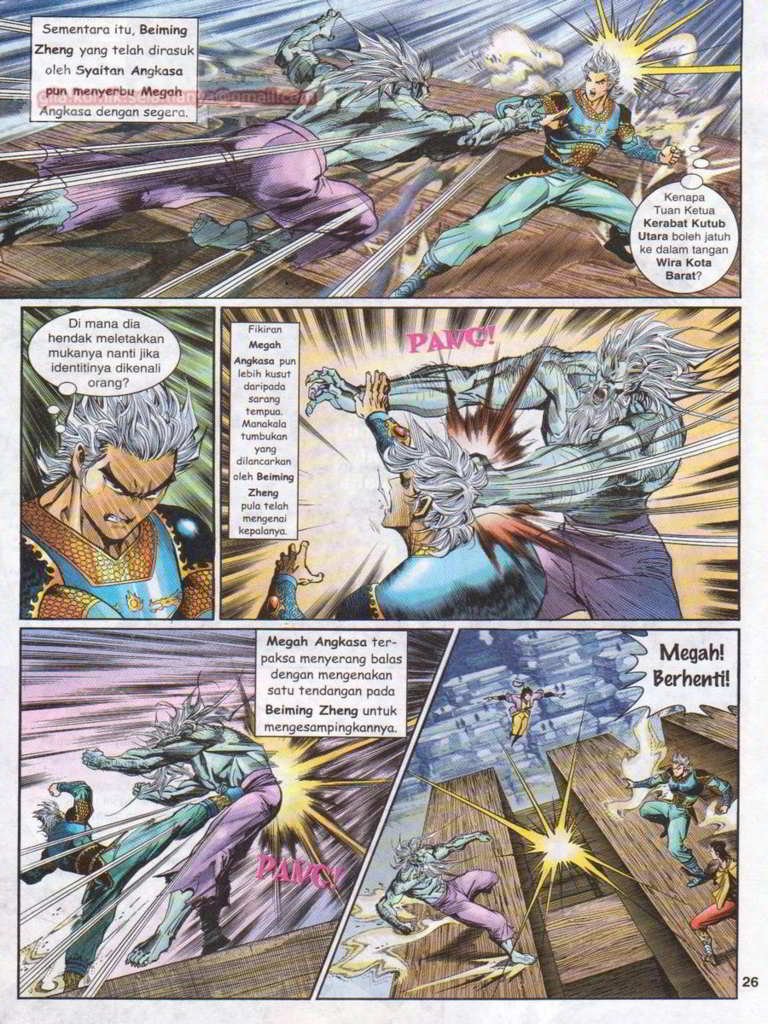 Sementara itu, Beiming
Zheng yang telah dirasuk
oleh Syaitan Angkasa
pun menyerbu Megah
Angkasa dengan segera.
Kenapa
Tuan Ketua
Kerabat Kutub
Utara boleh jatuh
ke dalam tangan
Wira Kota
Barat?
Di mana dia
hendak meletakkan
mukanya nanti jika
identitinya dikenali
orang?
Fikiran
Megah
Angkasa pun
lebih kusut
daripada
sarang
tempua.
Manakala
tumbukan
yang
dilancarkan
oleh Beiming
Zheng
pula telah
mengenai
kepalanya.
PANG!
Megah Angkasa ter-
paksa menyerang balas
dengan mengenakan
satu tendangan pada
Beiming Zheng untuk
mengesampingkannya.
PANG!
Megah!
Berhenti!
26